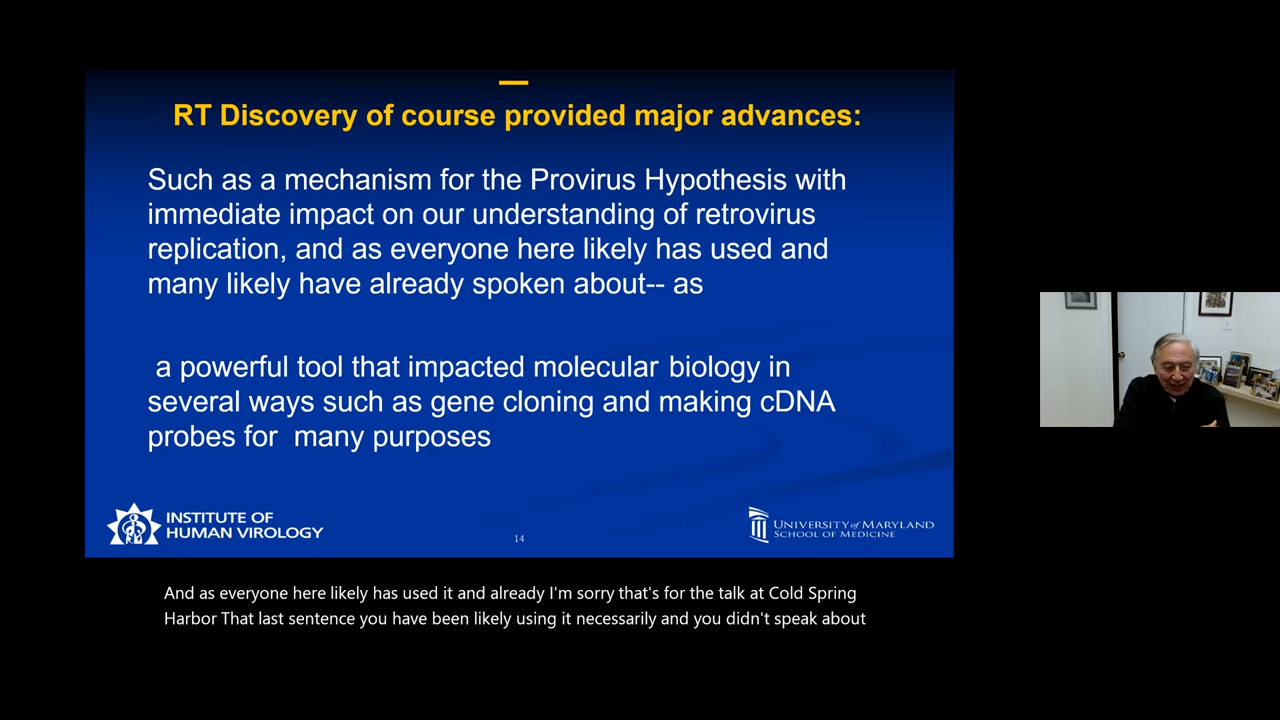 RT Discovery of course provided major advances:
Such as a mechanism for the Provirus Hypothesis with
immediate impact on our understanding of retrovirus
replication, and as everyone here likely has used and
many likely have already spoken about-- as
a powerful tool that impacted molecular biology in
several ways such as gene cloning and making cDNA
probes for many purposes
INSTITUTE OF
HUMAN VIROLOGY
14
UNIVERSITY of MARYLAND
SCHOOL OF MEDICINE
And as everyone here likely has used it and already I'm sorry that's for the talk at Cold Spring
Harbor That last sentence you have been likely using it necessarily and you didn't speak about